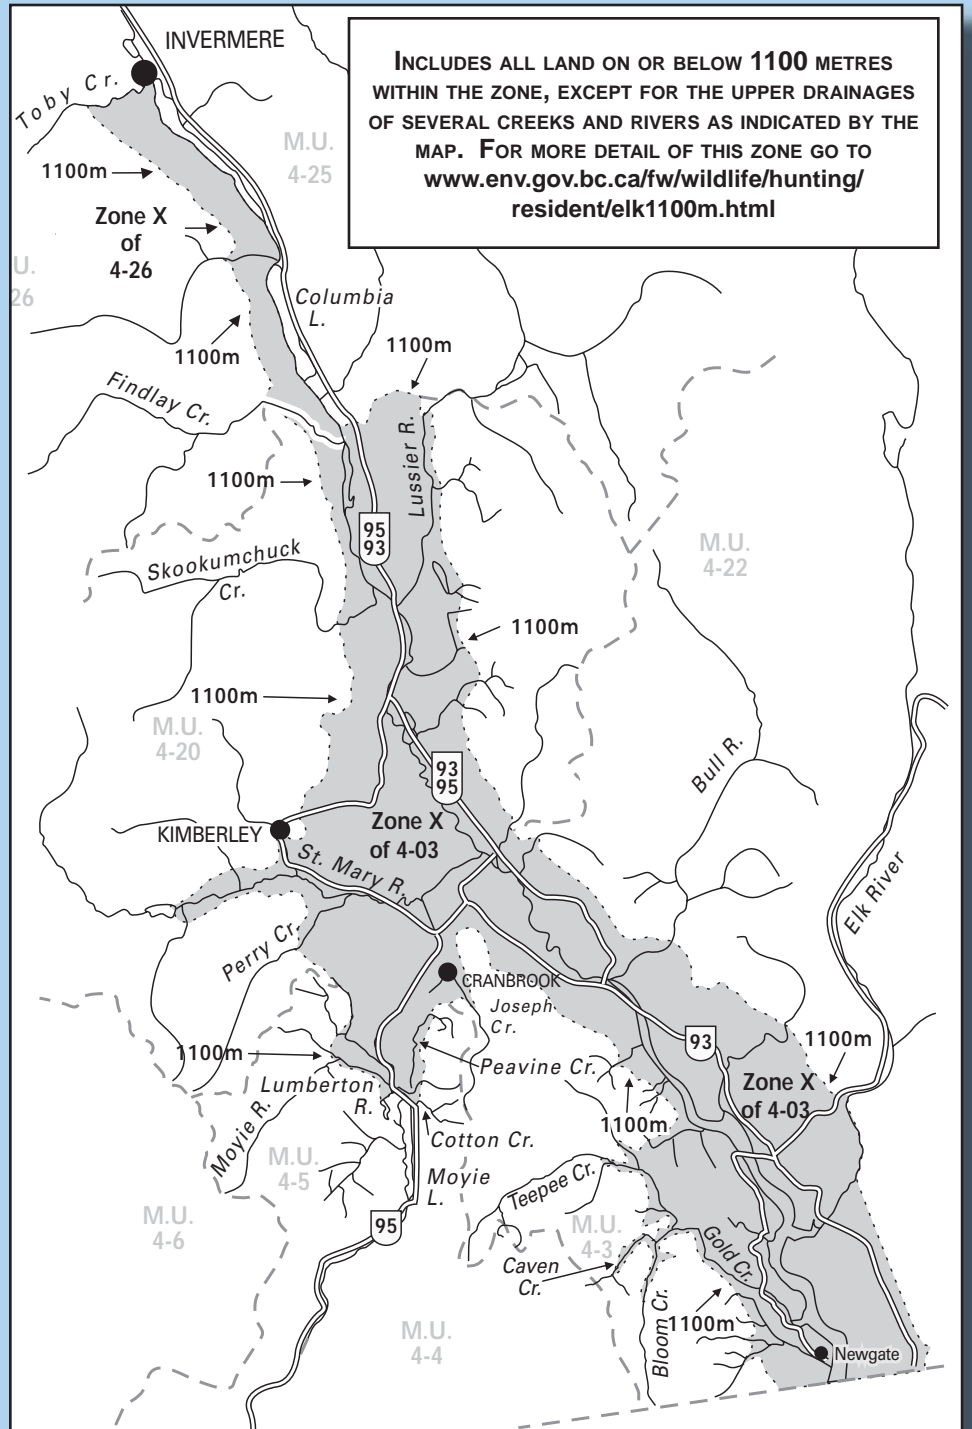 INVERMERE
INCLUDES ALL LAND ON OR BELOW 1100 METRES
WITHIN THE ZONE, EXCEPT FOR THE UPPER DRAINAGES
OF SEVERAL CREEKS AND RIVERS AS INDICATED BY THE
MAP. FOR MORE DETAIL OF THIS ZONE GO TO
www.env.gov.bc.ca/fw/wildlife/hunting/
resident/elk1100m.html
Toby Cr.
M.U.
4-25
1100m
Zone X
of
4-26
U.
26
Columbia
L.
1100m
1100m
Findlay Cr.
Lussier R.
1100m
95
93
M.U.
4-22
Skookumchuck
Cr.
1100m
1100m
M.U.
4-20
Bull R.
93
95
KIMBERLEY
Zone X
of 4-03
St. Mary R.
Elk River
Perry Cr.
CRANBROOK
Joseph
Cr.
93
1100m
1100m
Peavine Cr.
Zone X
of 4-03
Lumberton
R.
1100m
Moyie R.
Cotton Cr.
M.U.
4-5
Moyie
L.
Teepee Cr.
M.U.
4-6
95
M.U.
4-3
Gold Cr.
Caven
Cr.
Bloom Cr.
1100m
M.U.
4-4
Newgate